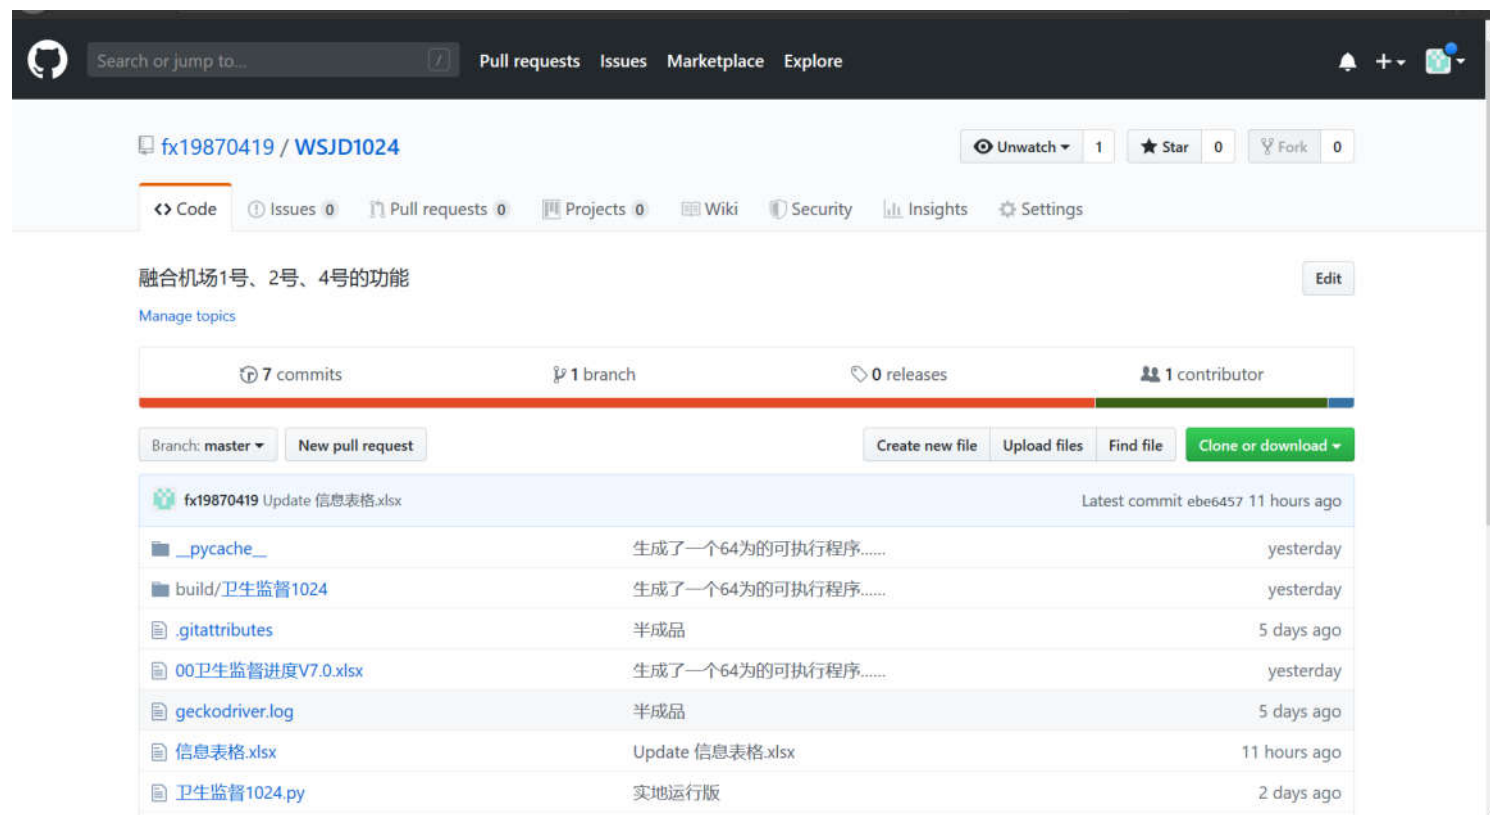 Search or jump to... /
Pull requests Issues Marketplace Explore
fx19870419 / WSJD1024
Unwatch 1 Star 0 Fork 0
Code Issues 0 Pull requests 0 Projects 0 Wiki Security Insights Settings
融合机场1号、2号、4号的功能
Edit
Manage topics
7 commits 1 branch 0 releases 1 contributor
Branch: master New pull request Create new file Upload files Find file Clone or download
fx19870419 Update 信息表格.xlsx Latest commit ebe6457 11 hours ago
__pycache__ 生成了一个64为的可执行程序...... yesterday
build/卫生监督1024 生成了一个64为的可执行程序...... yesterday
.gitattributes 半成品 5 days ago
00卫生监督进度V7.0.xlsx 生成了一个64为的可执行程序...... yesterday
geckodriver.log 半成品 5 days ago
信息表格.xlsx Update 信息表格.xlsx 11 hours ago
卫生监督1024.py 实地运行版 2 days ago